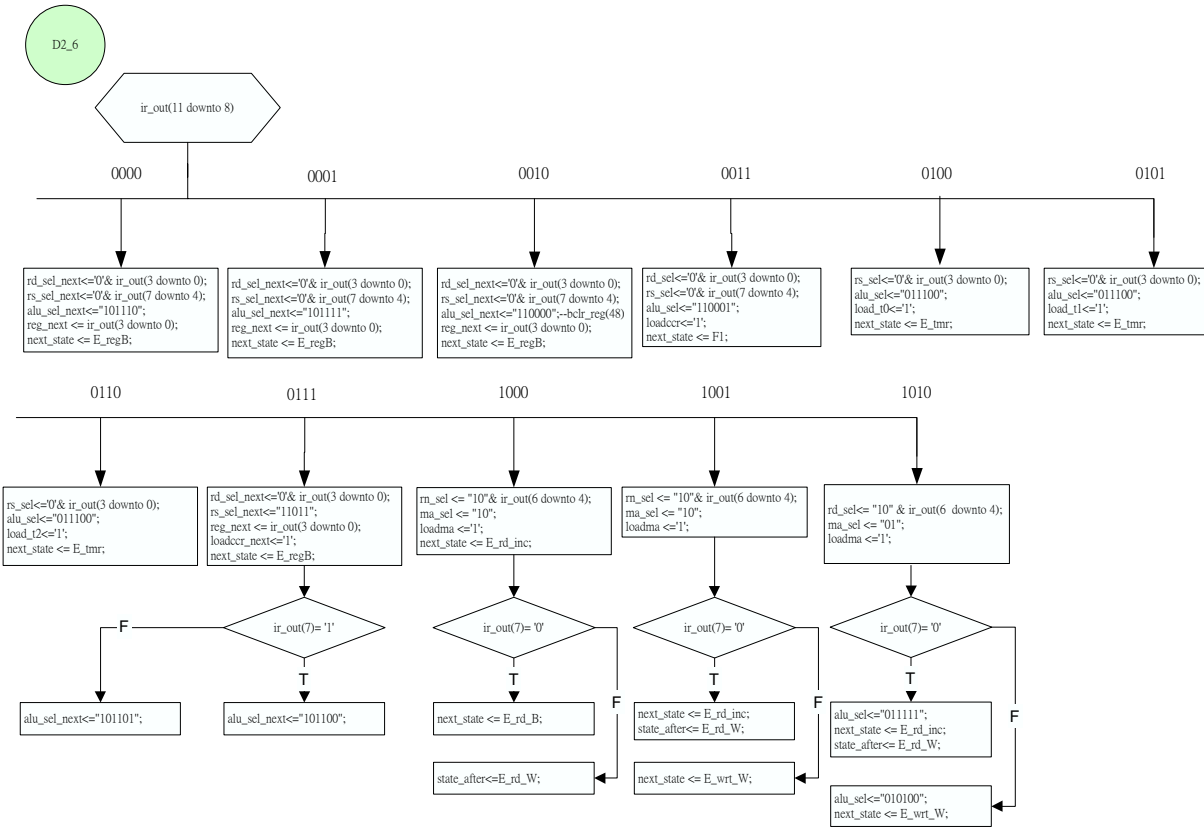 D2_6
ir_out(11 downto 8)
0000
0001
0010
0011
0100
0101
rd_sel_next<='0'& ir_out(3 downto 0);
rs_sel_next<='0'& ir_out(7 downto 4);
alu_sel_next<="101110";
reg_next <= ir_out(3 downto 0);
next_state <= E_regB;
rd_sel_next<='0'& ir_out(3 downto 0);
rs_sel_next<='0'& ir_out(7 downto 4);
alu_sel_next<="101111";
reg_next <= ir_out(3 downto 0);
next_state <= E_regB;
rd_sel_next<='0'& ir_out(3 downto 0);
rs_sel_next<='0'& ir_out(7 downto 4);
alu_sel_next<="110000";--bclr_reg(48)
reg_next <= ir_out(3 downto 0);
next_state <= E_regB;
rd_sel<='0'& ir_out(3 downto 0);
rs_sel<='0'& ir_out(7 downto 4);
alu_sel<="110001";
loadccr<='1';
next_state <= F1;
rs_sel<='0'& ir_out(3 downto 0);
alu_sel<="011100";
load_t0<='1';
next_state <= E_tmr;
rs_sel<='0'& ir_out(3 downto 0);
alu_sel<="011100";
load_t1<='1';
next_state <= E_tmr;
0110
0111
1000
1001
1010
rs_sel<='0'& ir_out(3 downto 0);
alu_sel<="011100";
load_t2<='1';
next_state <= E_tmr;
rd_sel_next<='0'& ir_out(3 downto 0);
rs_sel_next<="11011";
reg_next <= ir_out(3 downto 0);
loadccr_next<='1';
next_state <= E_regB;
rn_sel <= "10"& ir_out(6 downto 4);
ma_sel <= "10";
loadma <='1';
next_state <= E_rd_inc;
rn_sel <= "10"& ir_out(6 downto 4);
ma_sel <= "10";
loadma <='1';
rd_sel<= "10" & ir_out(6 downto 4);
ma_sel <= "01";
loadma <='1';
ir_out(7)= '1'
ir_out(7)= '0'
ir_out(7)= '0'
ir_out(7)= '0'
F
T
T
F
T
F
T
F
alu_sel_next<="101101";
alu_sel_next<="101100";
next_state <= E_rd_B;
state_after<=E_rd_W;
next_state <= E_rd_inc;
state_after<= E_rd_W;
next_state <= E_wrt_W;
alu_sel<="011111";
next_state <= E_rd_inc;
state_after<= E_rd_W;
alu_sel<="010100";
next_state <= E_wrt_W;